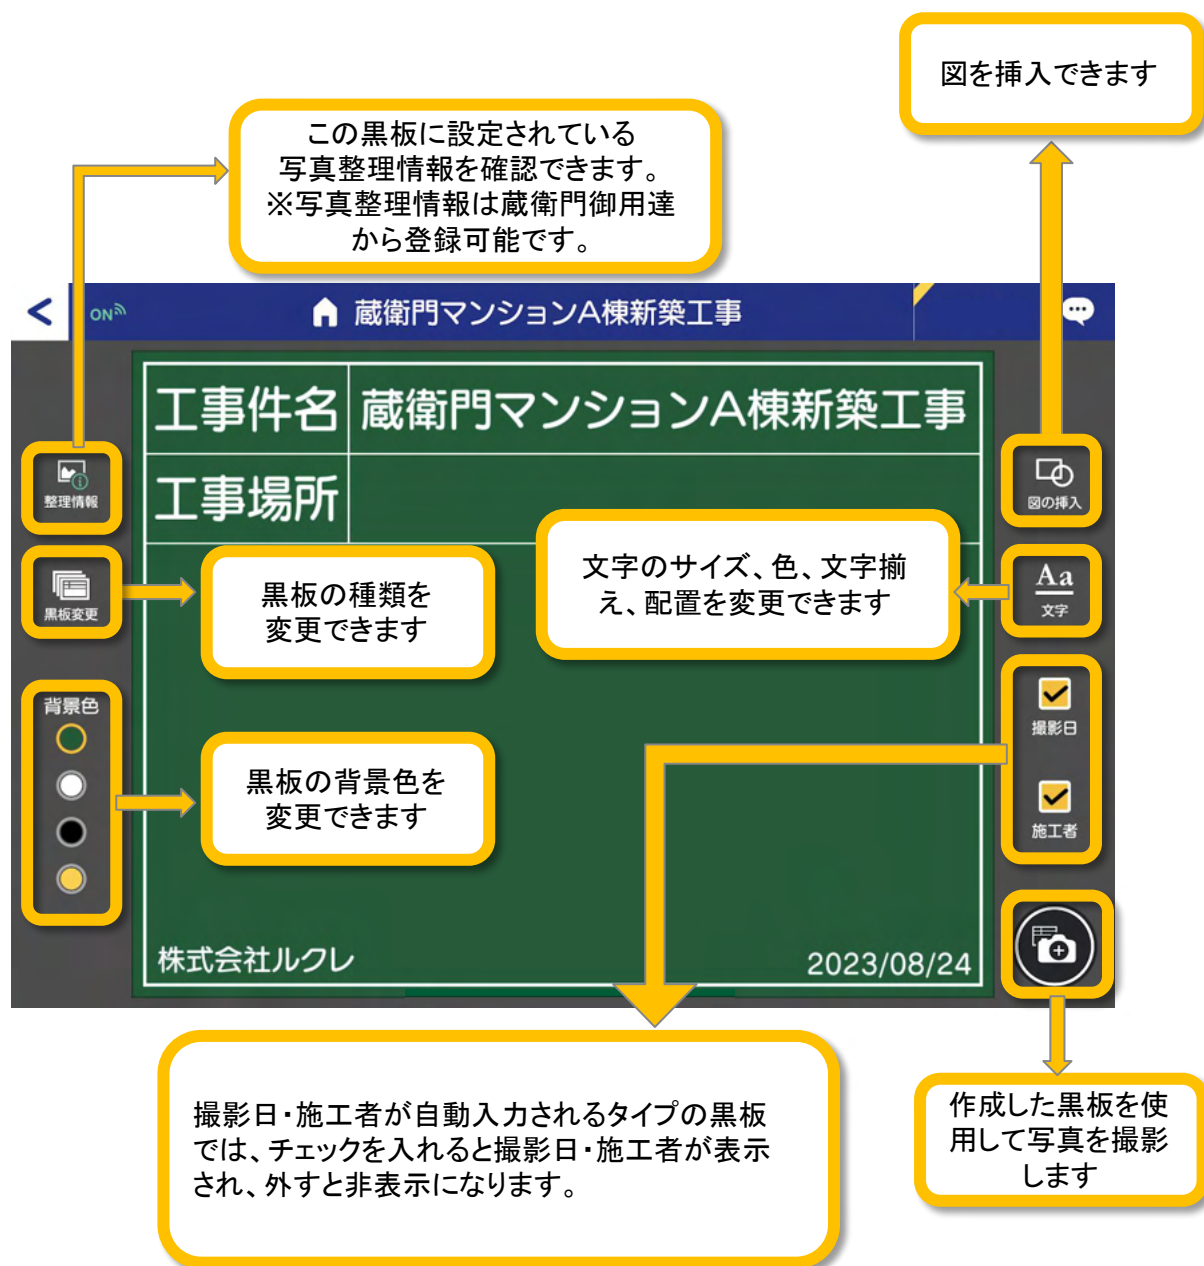 図を挿入できます
この黒板に設定されている
写真整理情報を確認できます。
※写真整理情報は蔵衛門御用達
から登録可能です。
ON
蔵衛門マンションA棟新築工事
工事件名
蔵衛門マンションA棟新築工事
整理情報
工事場所
図の挿入
黒板変更
黒板の種類を
変更できます
文字のサイズ、色、文字揃
え、配置を変更できます
Aa
文字
背景色
撮影日
黒板の背景色を
変更できます
施工者
株式会社ルクレ
2023/08/24
撮影日・施工者が自動入力されるタイプの黒板
では、チェックを入れると撮影日・施工者が表示
され、外すと非表示になります。
作成した黒板を使
用して写真を撮影
します